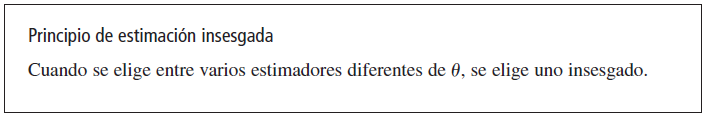 Principio de estimación insesgada
Cuando se elige entre varios estimadores diferentes de θ, se elige uno insesgado.